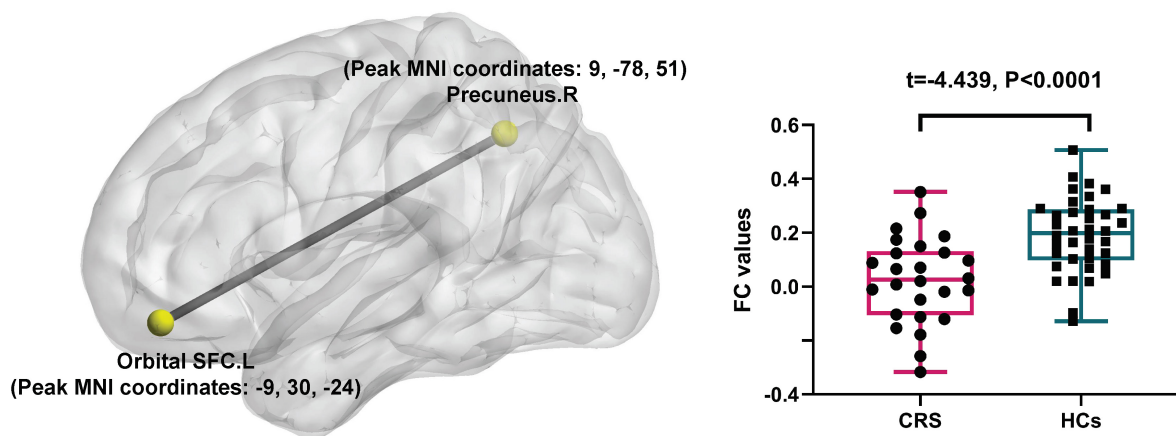 (Peak MNI coordinates: 9, -78, 51)
Precuneus.R
Orbital SFC.L
(Peak MNI coordinates: -9, 30, -24)
t=-4.439, P<0.0001
FC values
0.6
0.4
0.2
0.0
-0.4
CRS
HCs